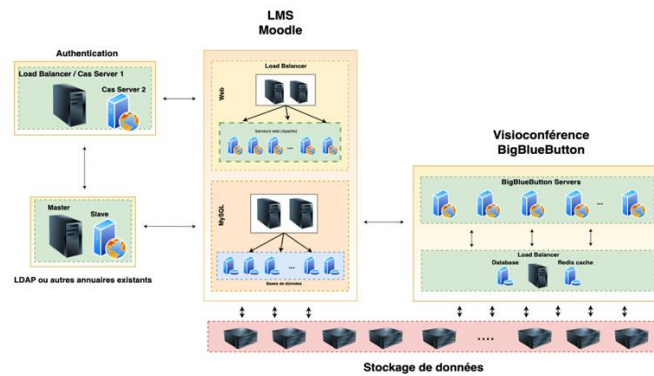 LMS
Moodle
Authentication
Load Balancer / Cas Server 1
Cas Server 2
Load Balancer
Web
Serveurs web (Apache)
...
Visioconférence
BigBlueButton
BigBlueButton Servers
...
Master
Slave
MySQL
...
Bases de données
LDAP ou autres annuaires existants
Load Balancer
Database
Redis cache
....
Stockage de données